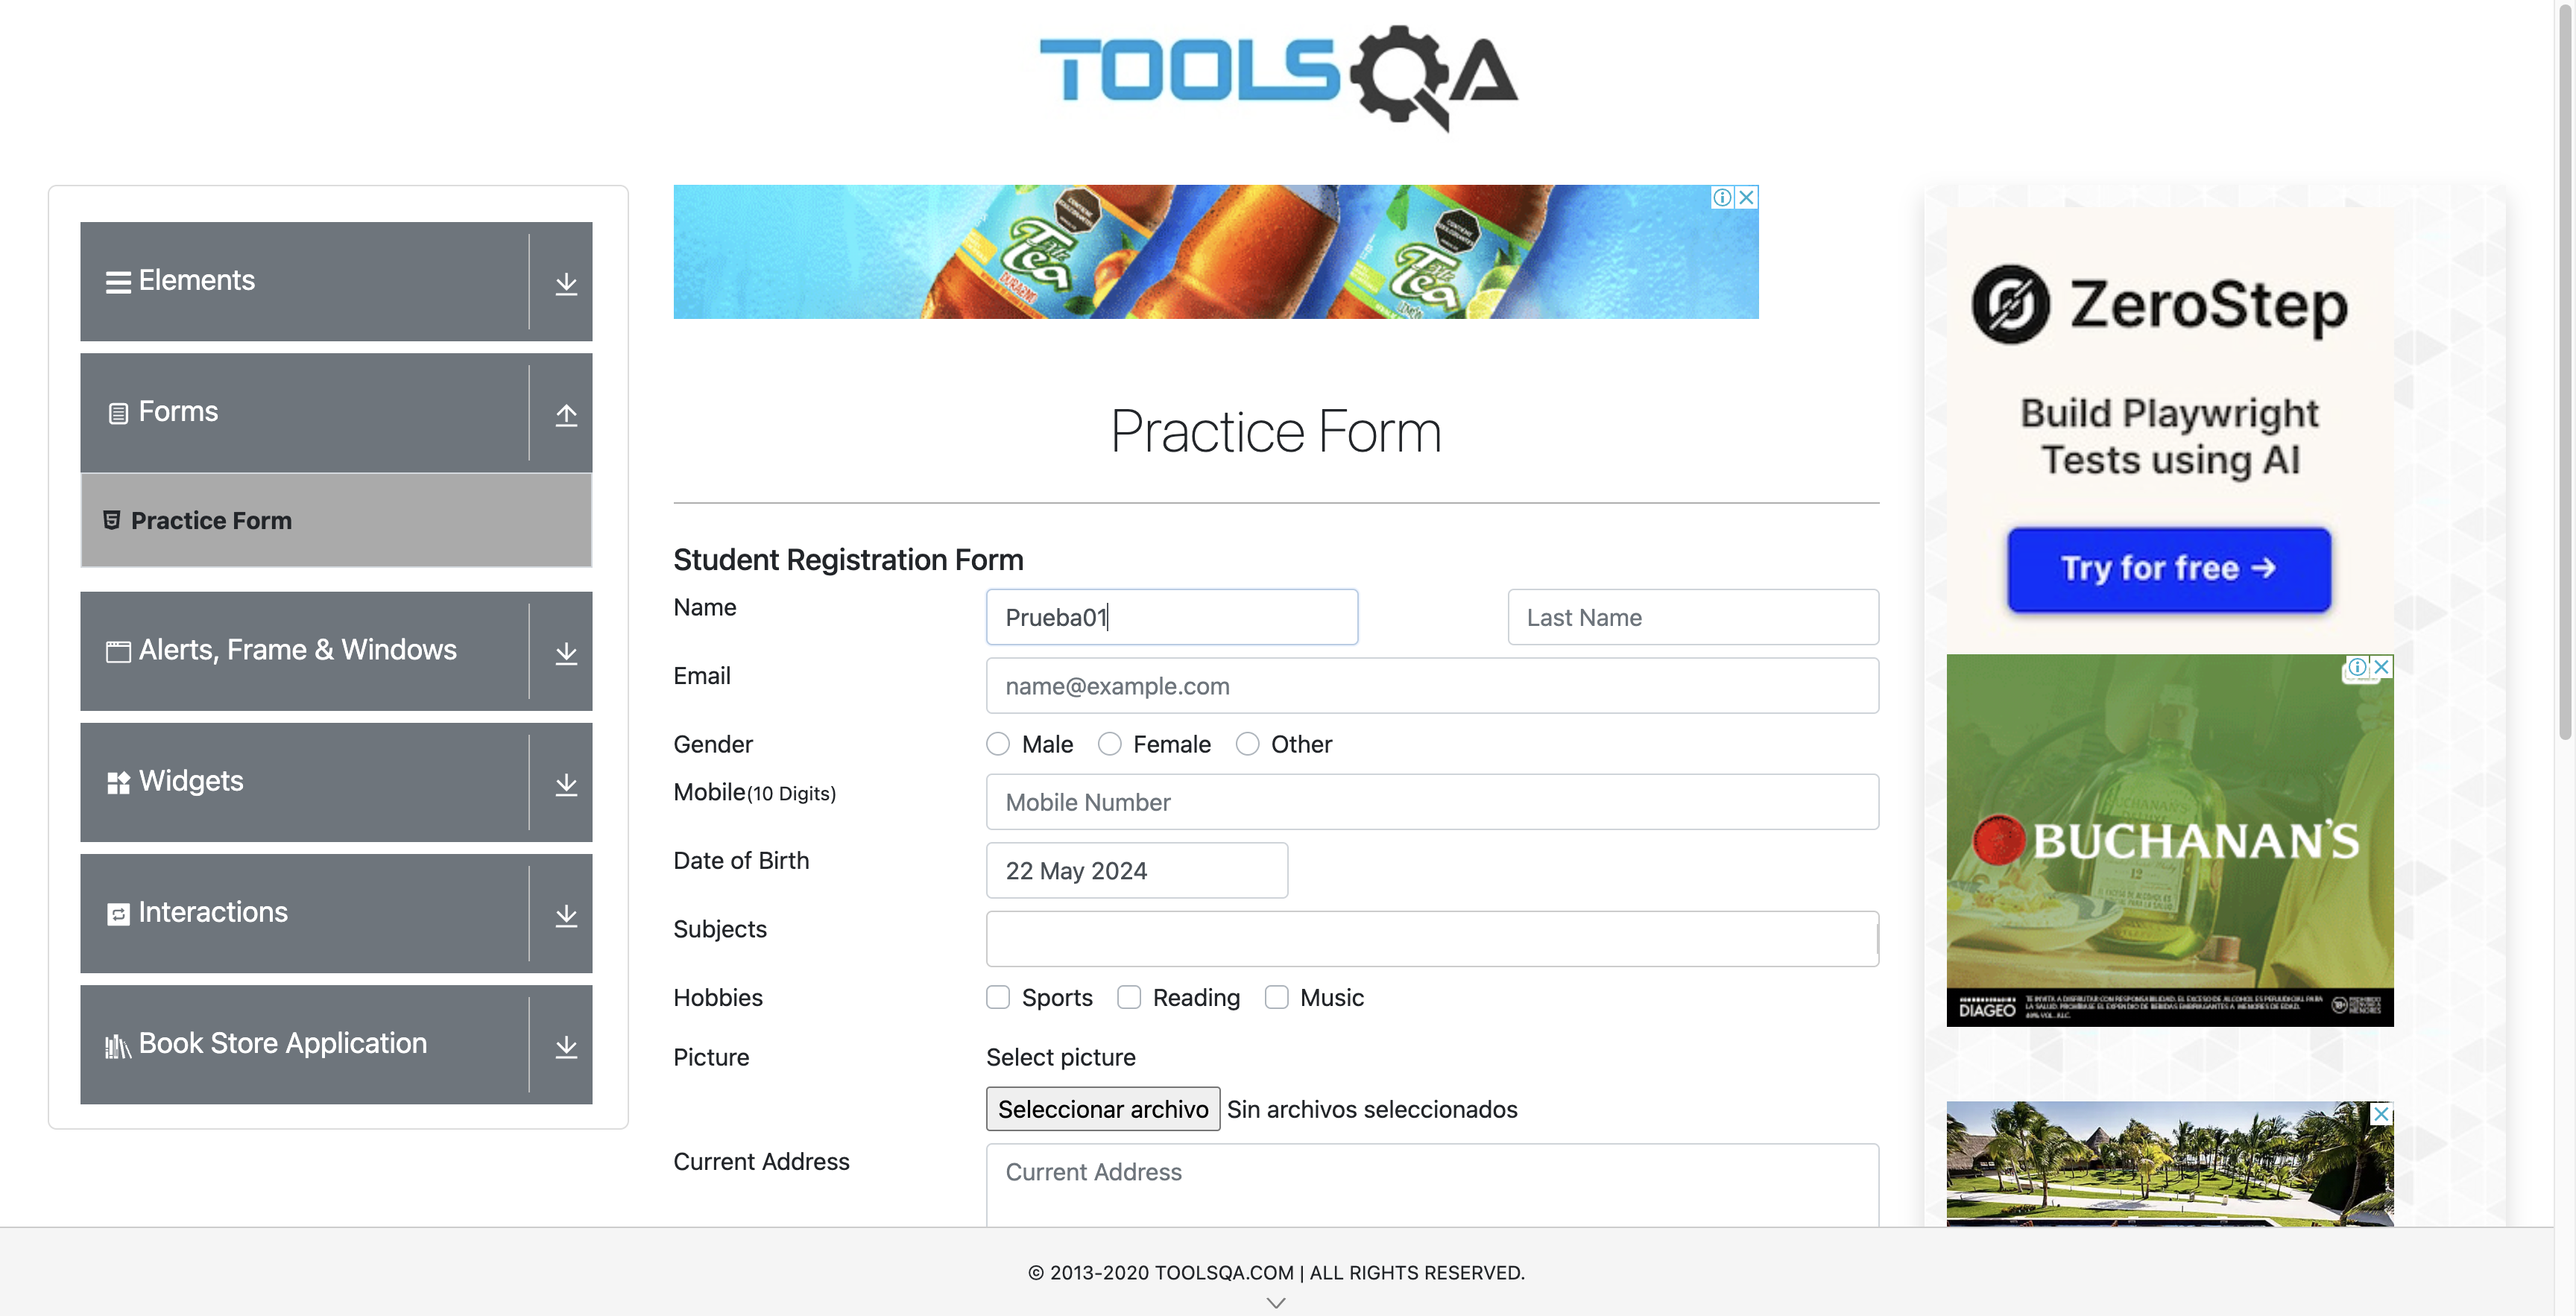 TOOLSQA
Elements
Forms
Practice Form
Alerts, Frame & Windows
Widgets
Interactions
Book Store Application
Practice Form
Student Registration Form
Name
Prueba01
Last Name
Email
name@example.com
Gender
Male
Female
Other
Mobile(10 Digits)
Mobile Number
Date of Birth
22 May 2024
Subjects
Hobbies
Sports
Reading
Music
Picture
Select picture
Seleccionar archivo
Sin archivos seleccionados
Current Address
Current Address
ZeroStep
Build Playwright
Tests using AI
Try for free →
BUCHANAN'S
DIAGEO
© 2013-2020 TOOLSQA.COM | ALL RIGHTS RESERVED.